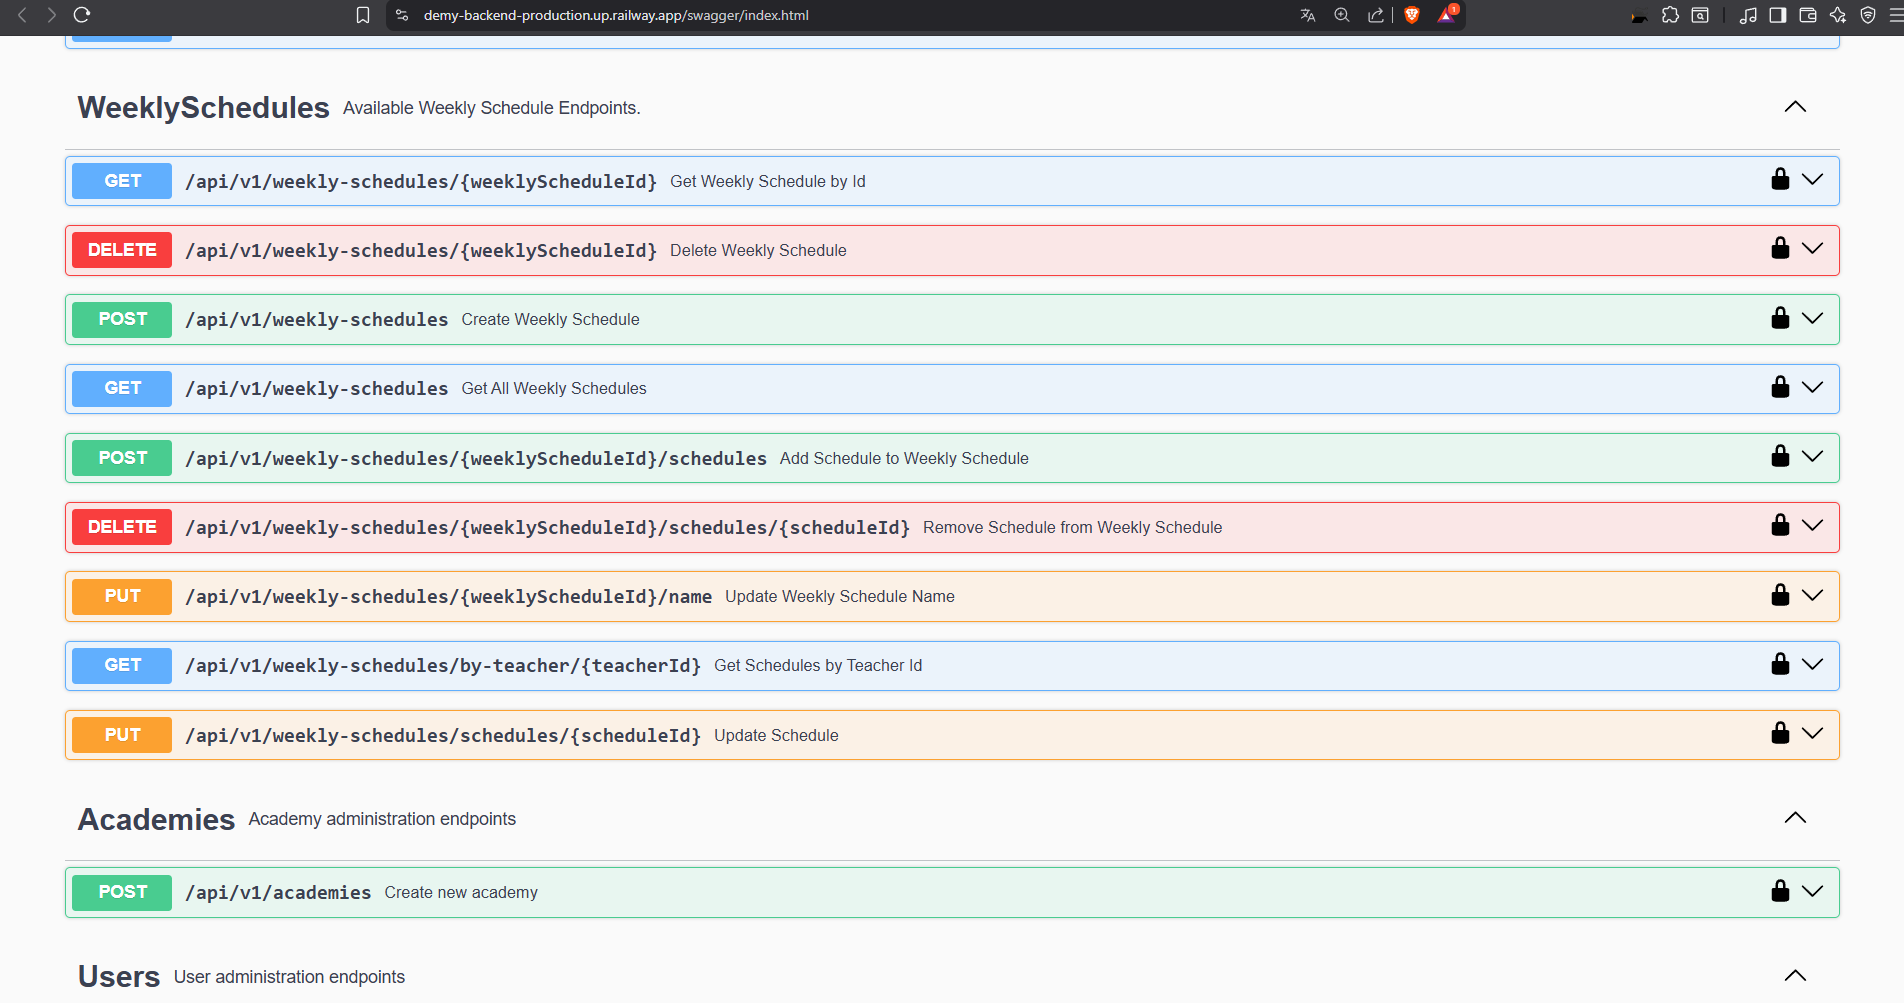 demy-backend-production.up.railway.app/swagger/index.html
1
WeeklySchedules Available Weekly Schedule Endpoints.
GET /api/v1/weekly-schedules/{weeklyScheduleId} Get Weekly Schedule by Id
DELETE /api/v1/weekly-schedules/{weeklyScheduleId} Delete Weekly Schedule
POST /api/v1/weekly-schedules Create Weekly Schedule
GET /api/v1/weekly-schedules Get All Weekly Schedules
POST /api/v1/weekly-schedules/{weeklyScheduleId}/schedules Add Schedule to Weekly Schedule
DELETE /api/v1/weekly-schedules/{weeklyScheduleId}/schedules/{scheduleId} Remove Schedule from Weekly Schedule
PUT /api/v1/weekly-schedules/{weeklyScheduleId}/name Update Weekly Schedule Name
GET /api/v1/weekly-schedules/by-teacher/{teacherId} Get Schedules by Teacher Id
PUT /api/v1/weekly-schedules/schedules/{scheduleId} Update Schedule
Academies Academy administration endpoints
POST /api/v1/academies Create new academy
Users User administration endpoints